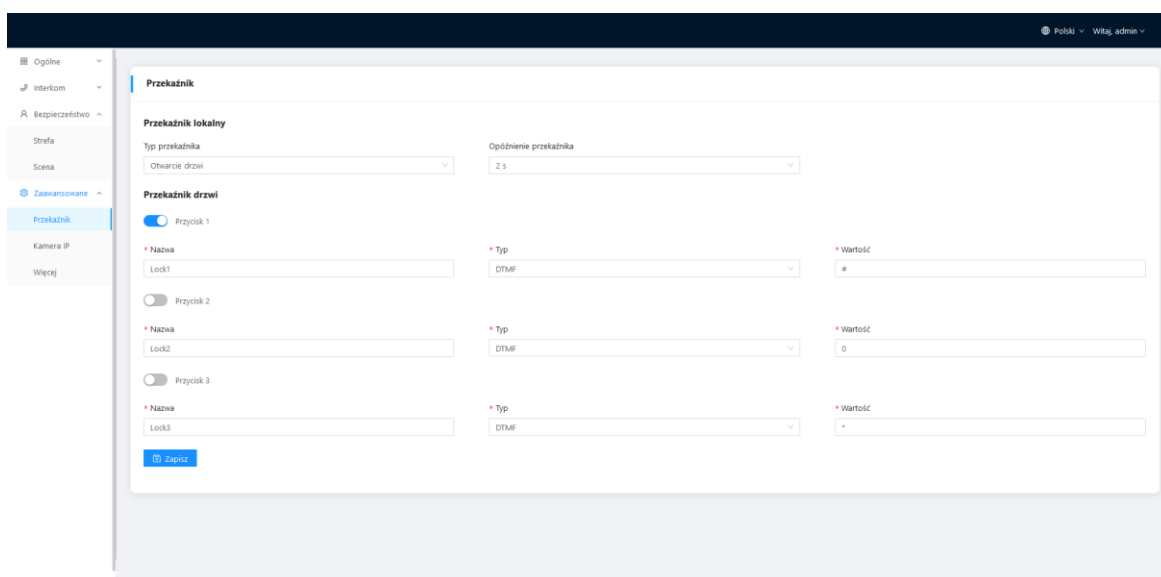 Polski Witaj, admin
Ogólne
Interkom
Bezpieczeństwo
Strefa
Scena
Zaawansowane
Przekaźnik
Kamera IP
Więcej
Przekaźnik
Przekaźnik lokalny
Typ przekaźnika Opóźnienie przekaźnika
Otwarcie drzwi 2 s
Przekaźnik drzwi
Przycisk 1
* Nazwa * Typ * Wartość
Lock1 DTMF #
Przycisk 2
* Nazwa * Typ * Wartość
Lock2 DTMF 0
Przycisk 3
* Nazwa * Typ * Wartość
Lock3 DTMF *
Zapisz